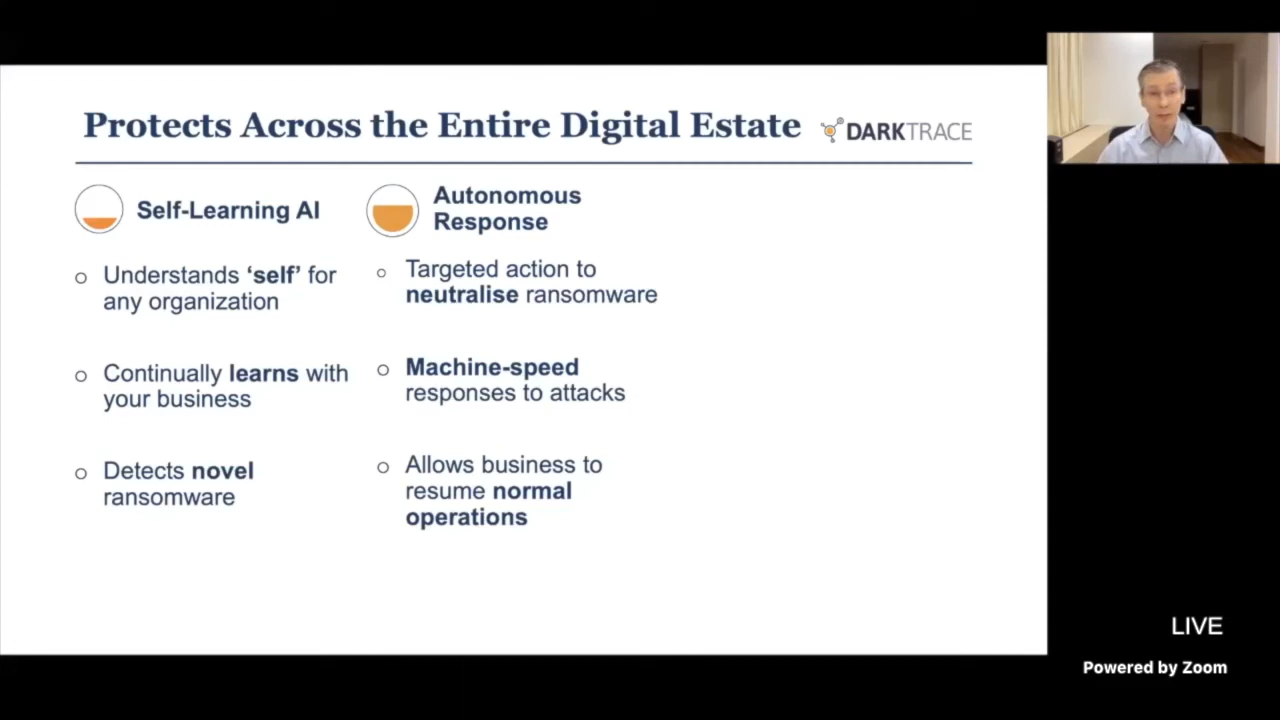 Protects Across the Entire Digital Estate
DARKTRACE
Self-Learning AI
Understands ‘self’ for
any organization
Continually learns with
your business
Detects novel
ransomware
Autonomous
Response
Targeted action to
neutralise ransomware
Machine-speed
responses to attacks
Allows business to
resume normal
operations
LIVE
Powered by Zoom